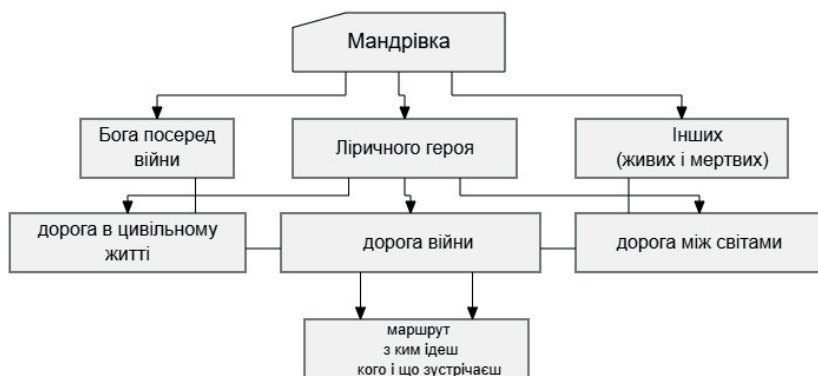 Мандрівка
Бога посеред
війни
Ліричного героя
Інших
(живих і мертвих)
дорога в цивільному
житті
дорога війни
дорога між світами
маршрут
з ким ідеш
кого і що зустрічаєш